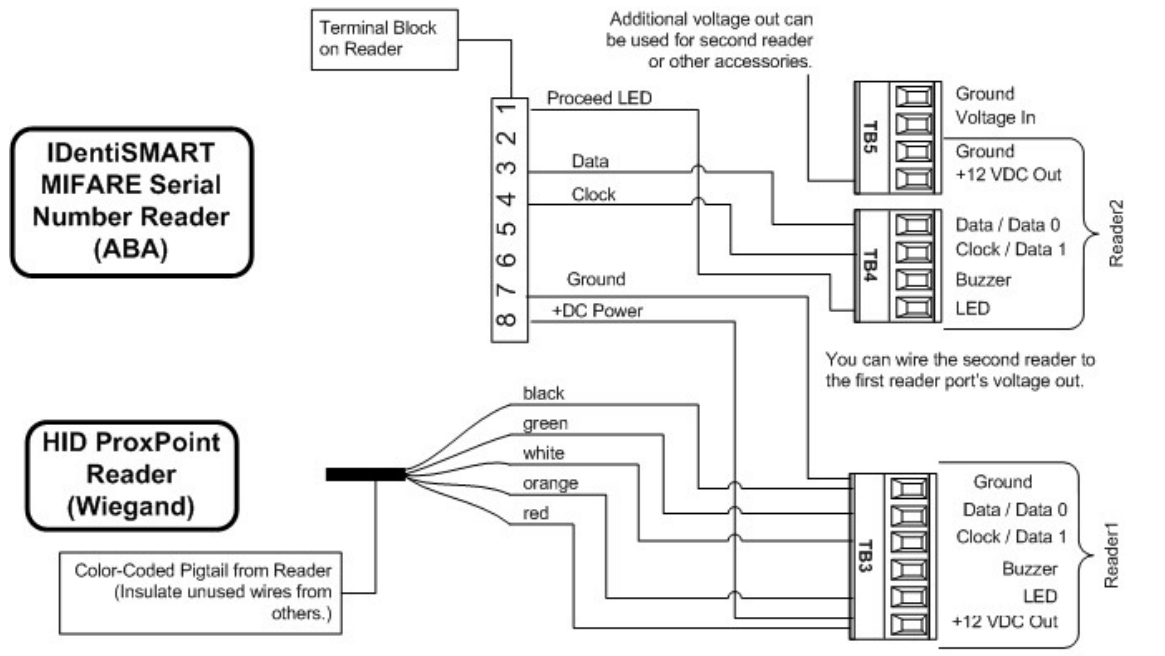 Terminal Block
on Reader
Additional voltage out can
be used for second reader
or other accessories.
IDentiSMART
MIFARE Serial
Number Reader
(ABA)
1
2
3
4
5
6
7
8
Proceed LED
Data
Clock
Ground
+DC Power
TB5
Ground
Voltage In
Ground
+12 VDC Out
TB4
Data / Data 0
Clock / Data 1
Buzzer
LED
Reader2
You can wire the second reader to
the first reader port's voltage out.
HID ProxPoint
Reader
(Wiegand)
black
green
white
orange
red
Color-Coded Pigtail from Reader
(Insulate unused wires from
others.)
TB3
Ground
Data / Data 0
Clock / Data 1
Buzzer
LED
+12 VDC Out
Reader1